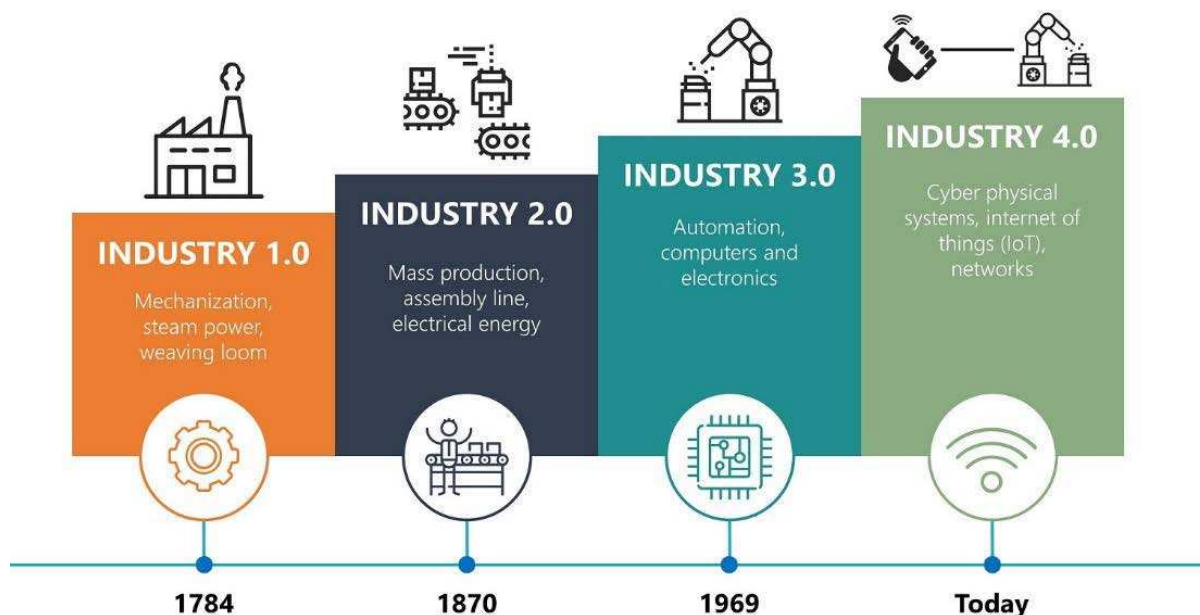 INDUSTRY 1.0
Mechanization,
steam power,
weaving loom
1784
INDUSTRY 2.0
Mass production,
assembly line,
electrical energy
1870
INDUSTRY 3.0
Automation,
computers and
electronics
1969
INDUSTRY 4.0
Cyber physical
systems, internet of
things (IoT),
networks
Today